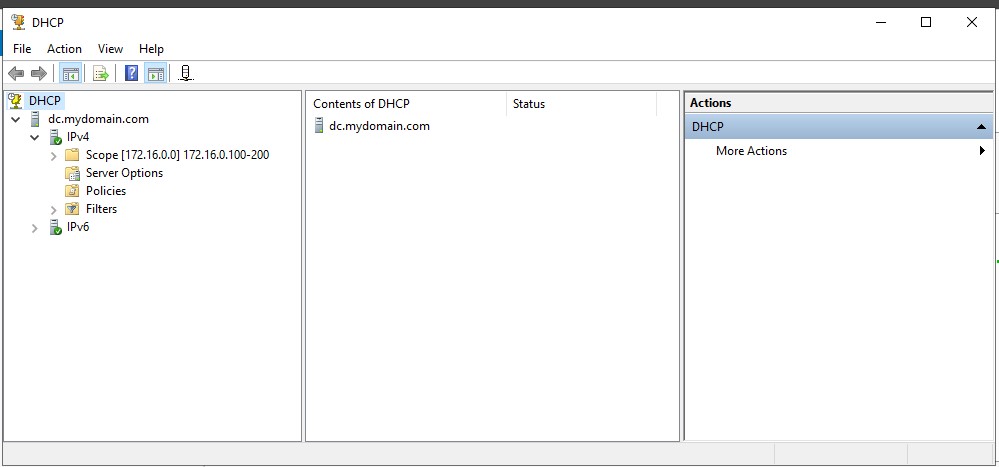 DHCP
File Action View Help
DHCP
dc.mydomain.com
IPv4
Scope [172.16.0.0] 172.16.0.100-200
Server Options
Policies
Filters
IPv6
Contents of DHCP Status
dc.mydomain.com
Actions
DHCP
More Actions